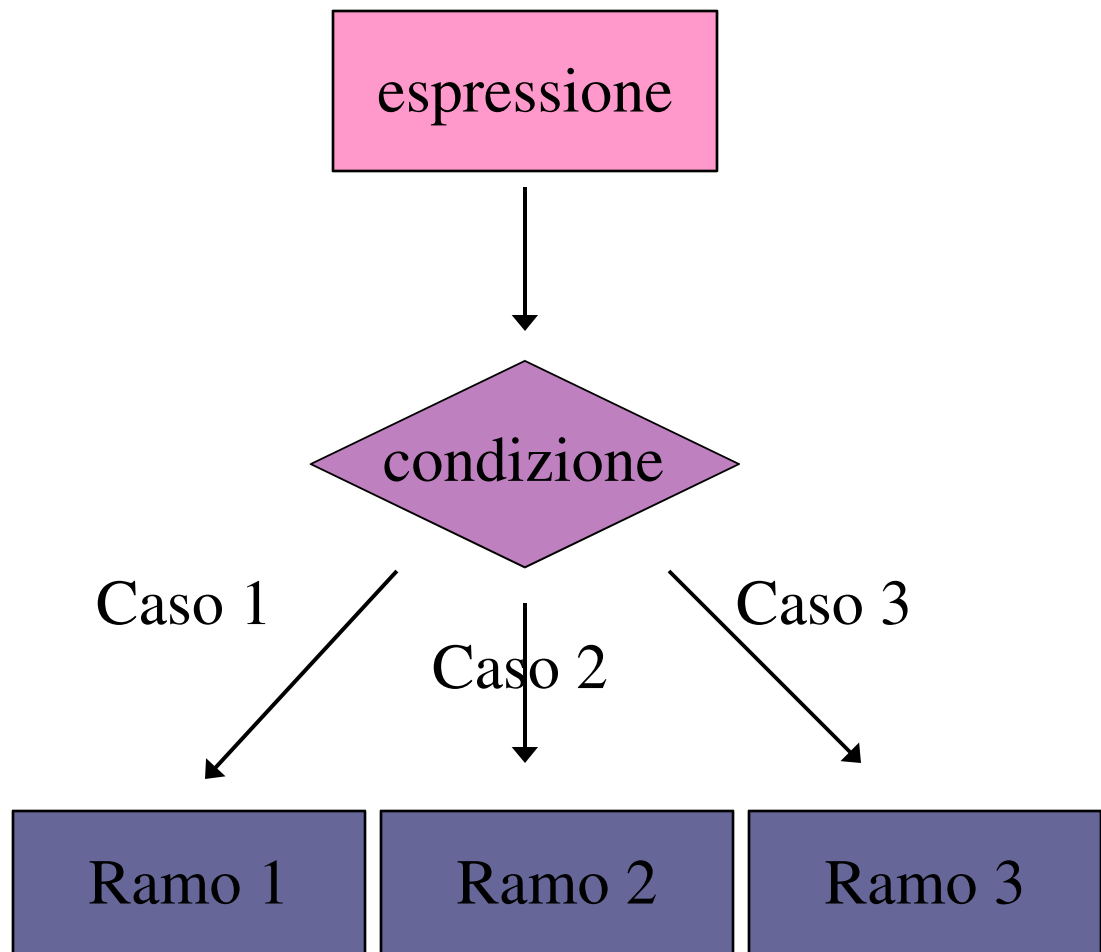 espressione
condizione
Caso 1
Caso 3
Caso 2
Ramo 1
Ramo 2
Ramo 3